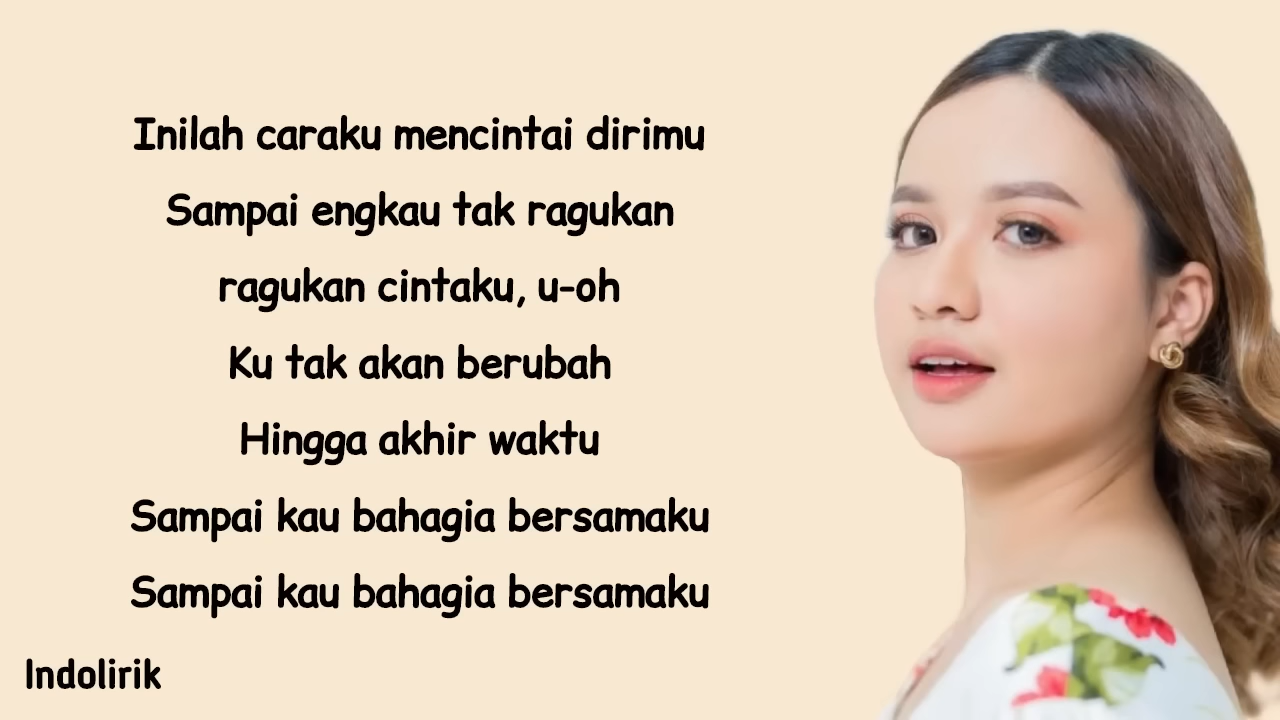 Inilah caraku mencintai dirimu
Sampai engkau tak ragukan
ragukan cintaku, u-oh
Ku tak akan berubah
Hingga akhir waktu
Sampai kau bahagia bersamaku
Sampai kau bahagia bersamaku
Indolirik